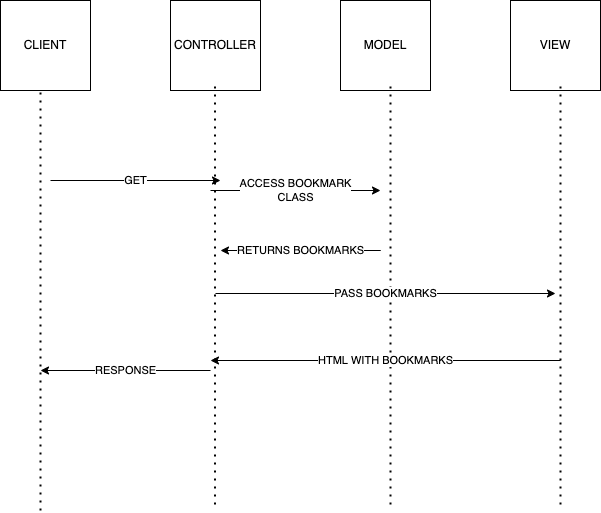 CLIENT
CONTROLLER
MODEL
VIEW
GET
ACCESS BOOKMARK
CLASS
RETURNS BOOKMARKS
PASS BOOKMARKS
HTML WITH BOOKMARKS
RESPONSE